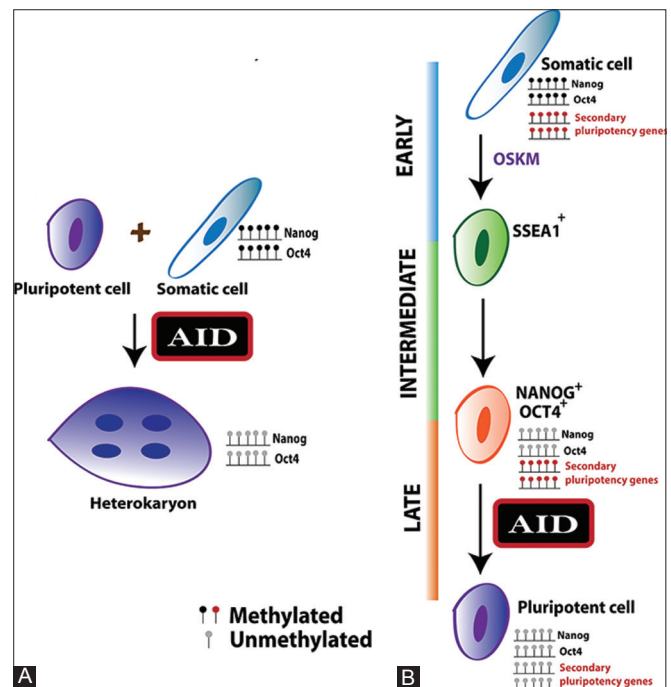 Pluripotent cell
Somatic cell
Nanog
Oct4
AID
Nanog
Oct4
Heterokaryon
Methylated
Unmethylated
A
EARLY
INTERMEDIATE
LATE
Somatic cell
Nanog
Oct4
Secondary
pluripotency genes
OSKM
SSEA1+
NANOG+
OCT4+
Nanog
Oct4
Secondary
pluripotency genes
AID
Pluripotent cell
Nanog
Oct4
Secondary
pluripotency genes
B